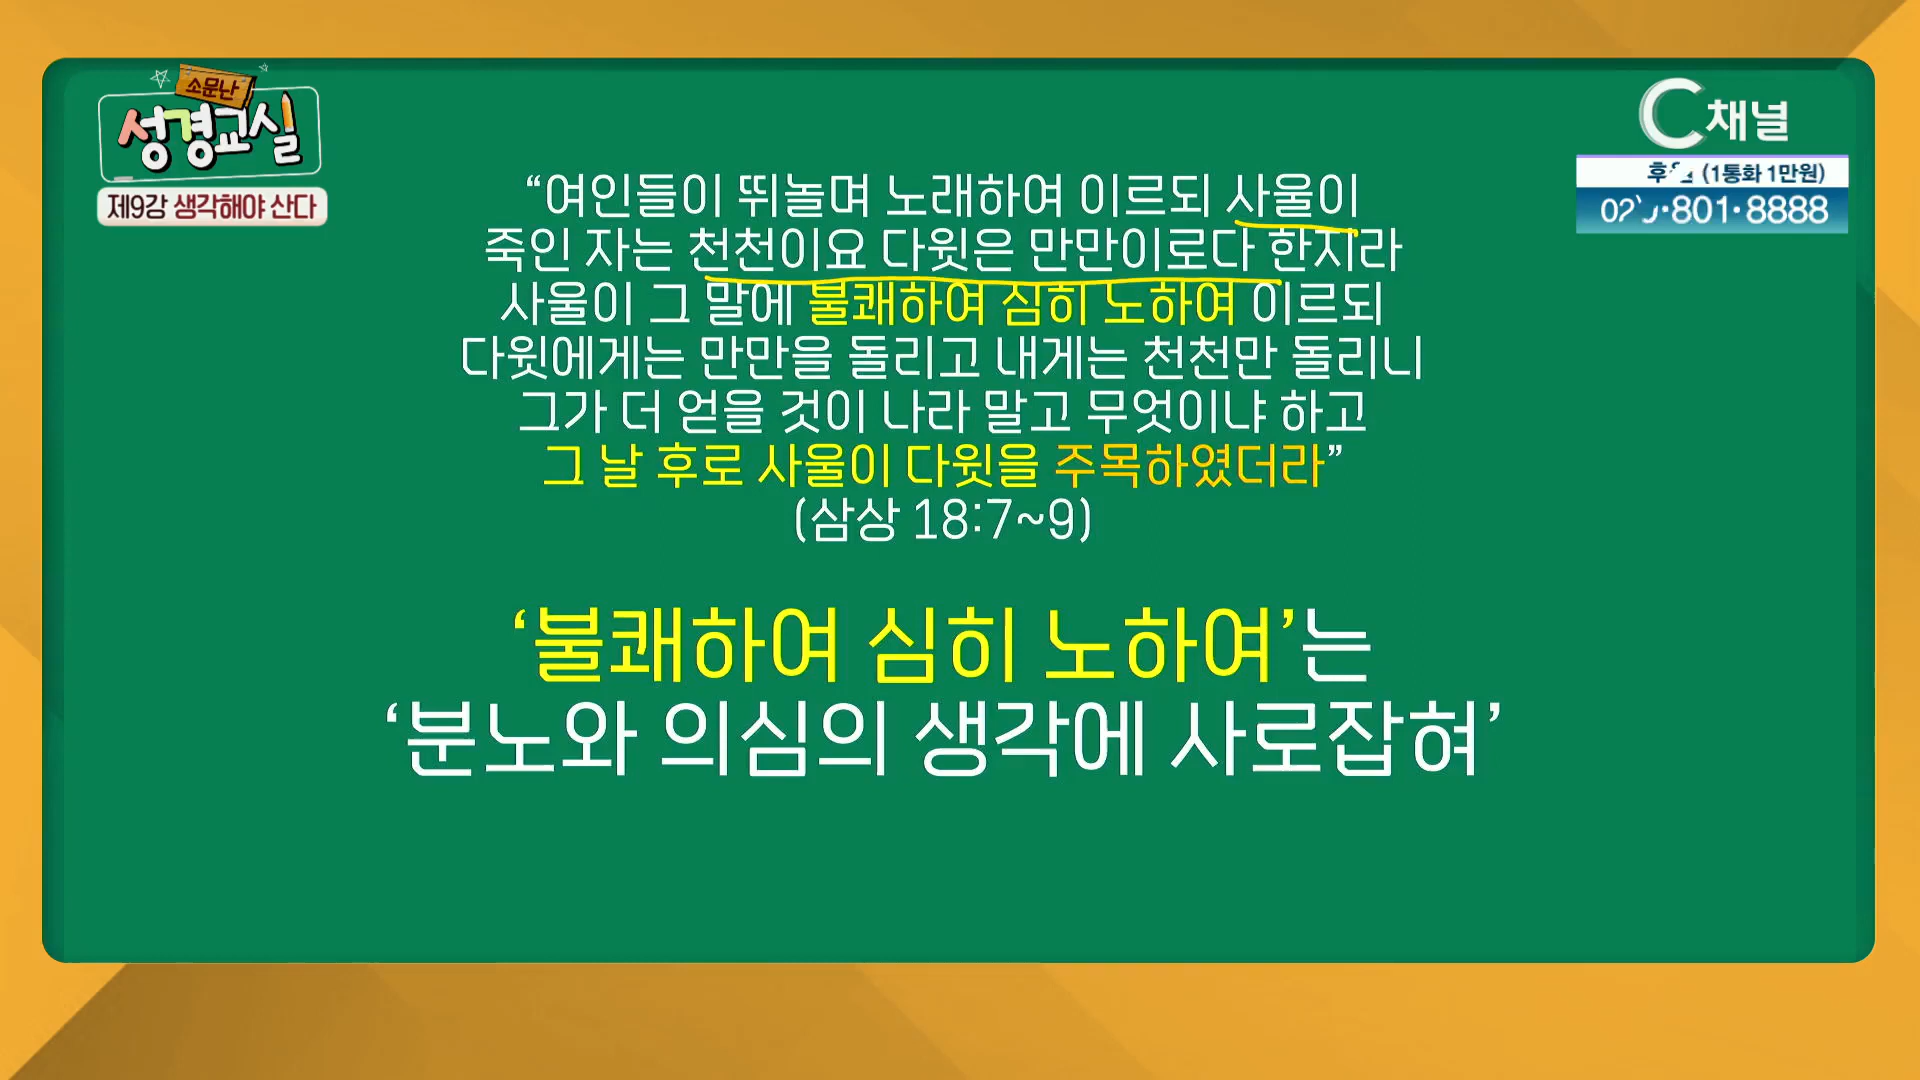 소문난
성경교실
제9강 생각해야 산다
C채널
(1통화 1만원)
801·8888
“여인들이 뛰놀며 노래하여 이르되 사울이
죽인 자는 천천이요 다윗은 만만이로다 한지라
사울이 그 말에 불쾌하여 심히 노하여 이르되
다윗에게는 만만을 돌리고 내게는 천천만 돌리니
그가 더 얻을 것이 나라 말고 무엇이냐 하고
그 날 후로 사울이 다윗을 주목하였더라”
(삼상 18:7~9)
‘불쾌하여 심히 노하여’는
‘분노와 의심의 생각에 사로잡혀’